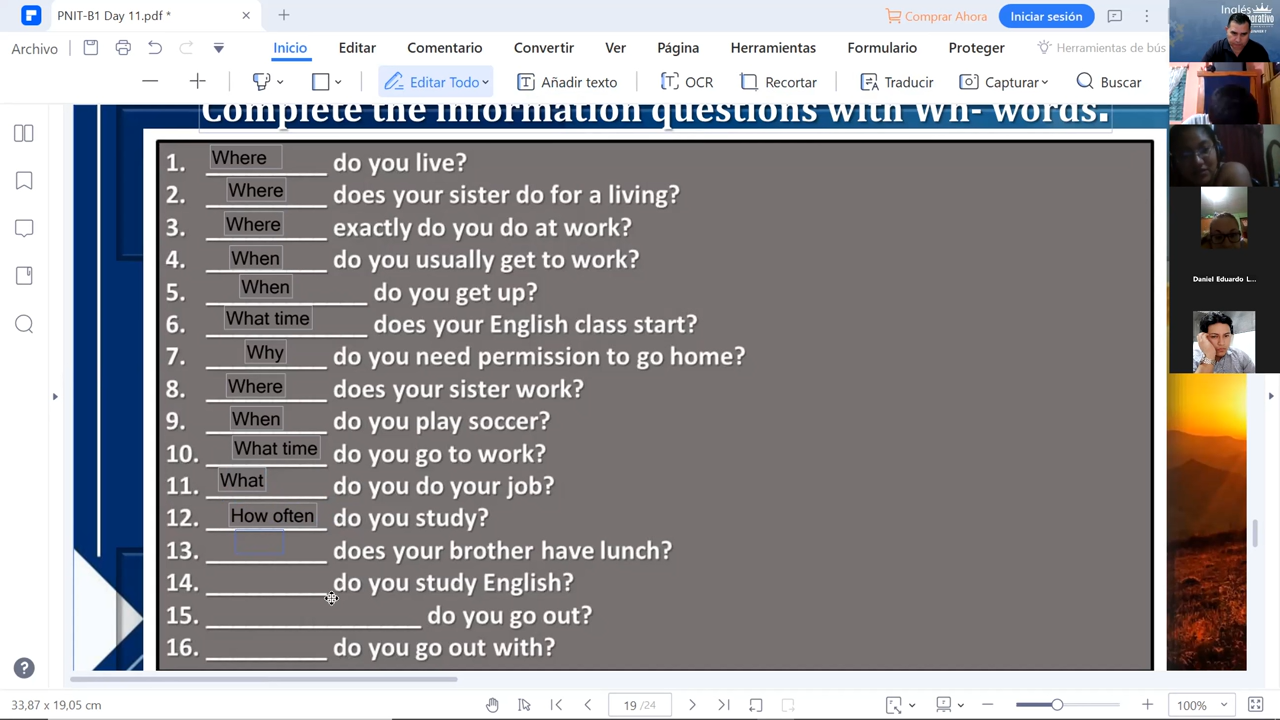 PNIT-B1 Day 11.pdf *
Comprar Ahora
Iniciar sesión
Inglés
Archivo
Inicio
Editar
Comentario
Convertir
Ver
Página
Herramientas
Formulario
Proteger
Herramientas de bús
Editar Todo
Añadir texto
OCR
Recortar
Traducir
Capturar
Buscar
Complete the information questions with Wh- words.
1. Where do you live?
2. Where does your sister do for a living?
3. Where exactly do you do at work?
4. When do you usually get to work?
5. When do you get up?
6. What time does your English class start?
7. Why do you need permission to go home?
8. Where does your sister work?
9. When do you play soccer?
10. What time do you go to work?
11. What do you do your job?
12. How often do you study?
13. does your brother have lunch?
14. do you study English?
15. do you go out?
16. do you go out with?
Daniel Eduardo L...
33,87 x 19,05 cm
19 /24
100%